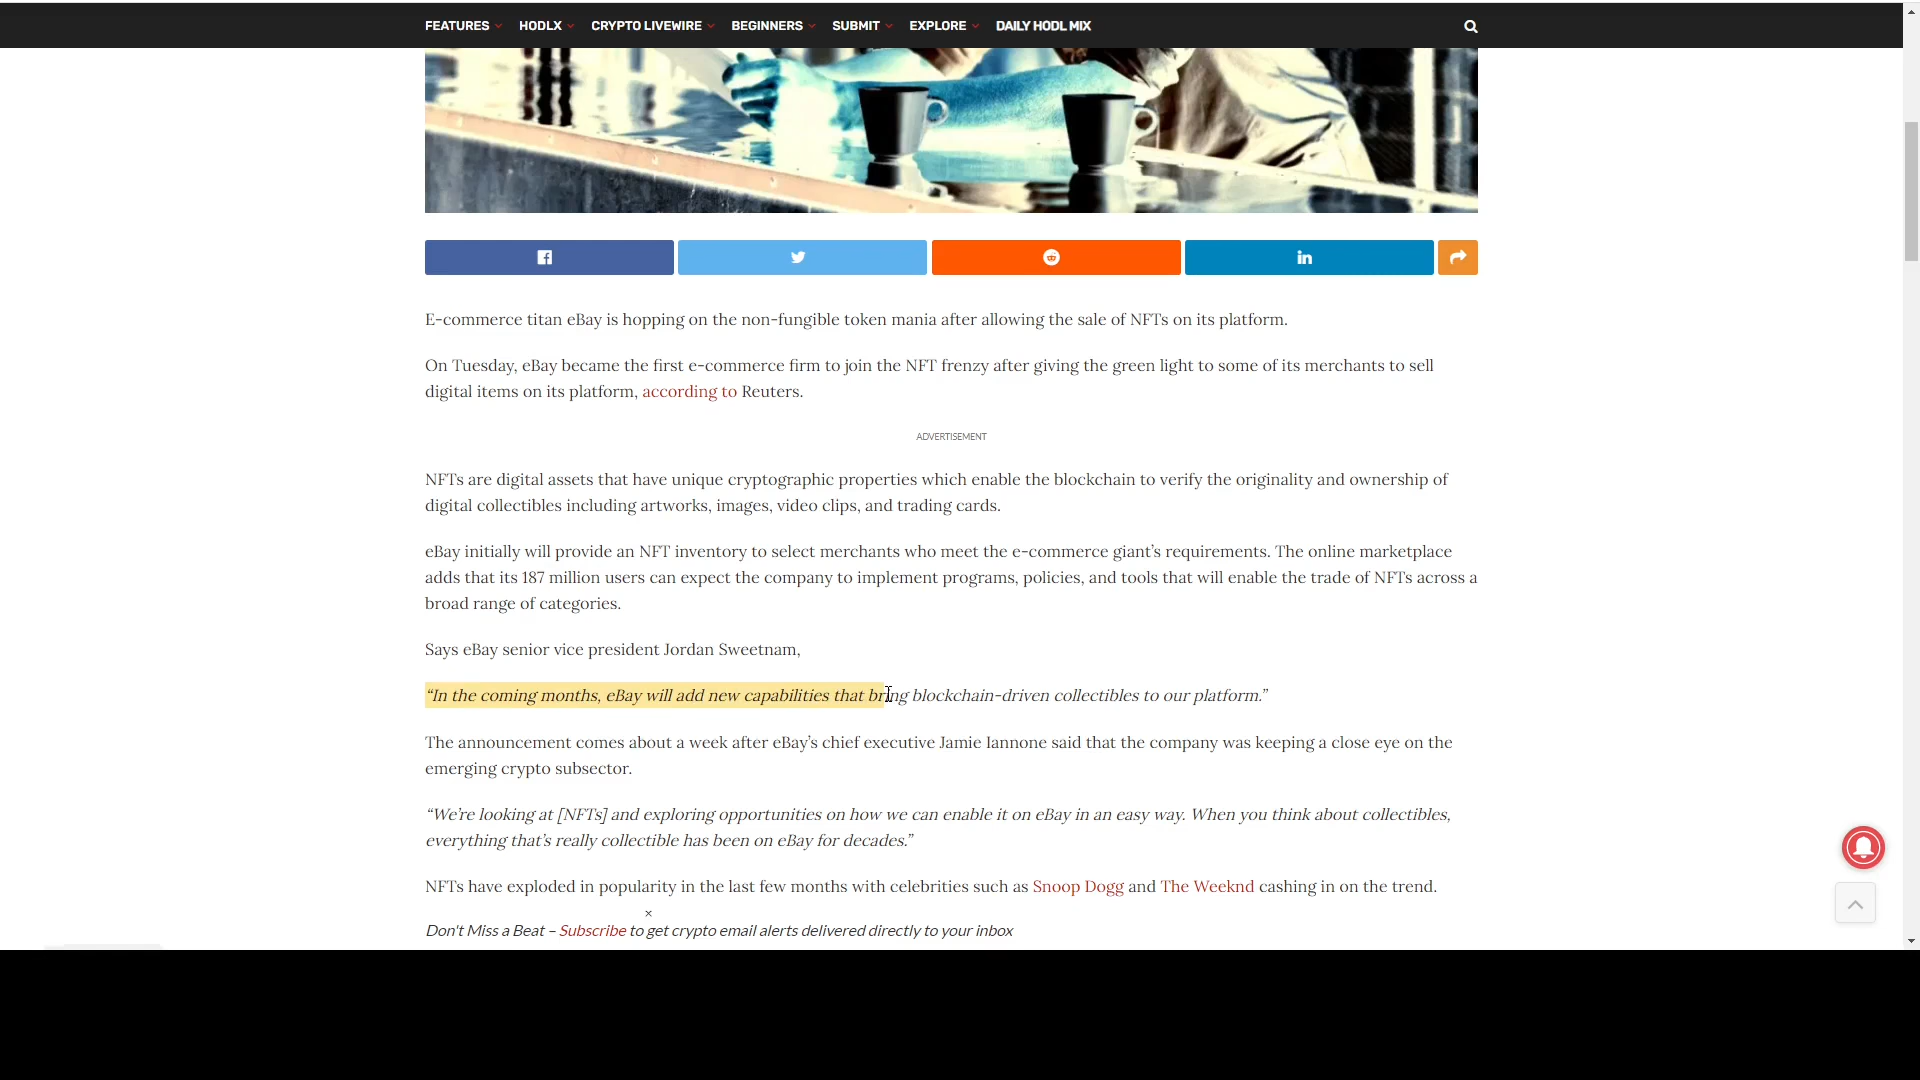 FEATURES HODLX CRYPTO LIVEWIRE BEGINNERS SUBMIT EXPLORE DAILY HODL MIX
E-commerce titan eBay is hopping on the non-fungible token mania after allowing the sale of NFTs on its platform.
On Tuesday, eBay became the first e-commerce firm to join the NFT frenzy after giving the green light to some of its merchants to sell
digital items on its platform, according to Reuters.
ADVERTISEMENT
NFTs are digital assets that have unique cryptographic properties which enable the blockchain to verify the originality and ownership of
digital collectibles including artworks, images, video clips, and trading cards.
eBay initially will provide an NFT inventory to select merchants who meet the e-commerce giant’s requirements. The online marketplace
adds that its 187 million users can expect the company to implement programs, policies, and tools that will enable the trade of NFTs across a
broad range of categories.
Says eBay senior vice president Jordan Sweetnam,
“In the coming months, eBay will add new capabilities that bring blockchain-driven collectibles to our platform.”
The announcement comes about a week after eBay’s chief executive Jamie Iannone said that the company was keeping a close eye on the
emerging crypto subsector.
“We’re looking at [NFTs] and exploring opportunities on how we can enable it on eBay in an easy way. When you think about collectibles,
everything that’s really collectible has been on eBay for decades.”
NFTs have exploded in popularity in the last few months with celebrities such as Snoop Dogg and The Weeknd cashing in on the trend.
Don't Miss a Beat – Subscribe to get crypto email alerts delivered directly to your inbox